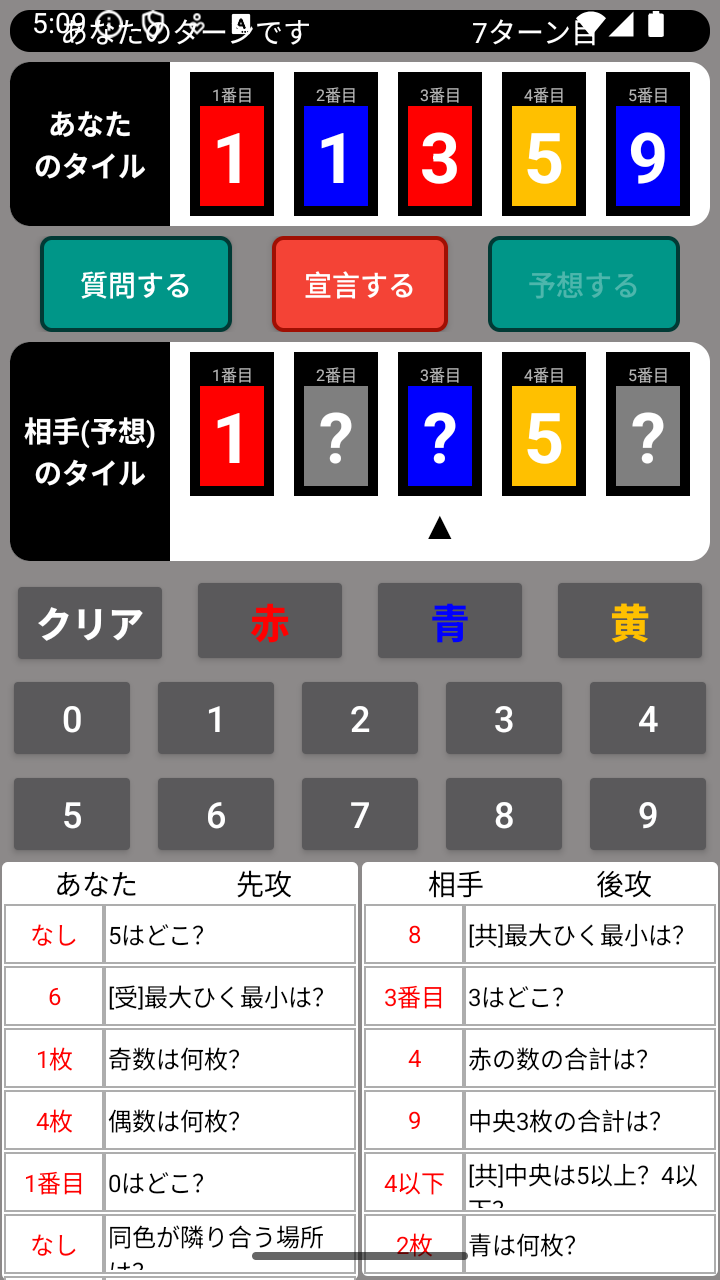 5:09
あなたのターンです 7ターン目
あなた
のタイル
1番目 2番目 3番目 4番目 5番目
1 1 3 5 9
質問する 宣言する 予想する
相手(予想)
のタイル
1番目 2番目 3番目 4番目 5番目
1 ? ? 5 ?
▲
クリア 赤 青 黄
0 1 2 3 4
5 6 7 8 9
あなた 先攻
なし 5はどこ?
6 [受]最大ひく最小は?
1枚 奇数は何枚?
4枚 偶数は何枚?
1番目 0はどこ?
なし 同色が隣り合う場所
は?
相手 後攻
8 [共]最大ひく最小は?
3番目 3はどこ?
4 赤の数の合計は?
9 中央3枚の合計は?
4以下 [共]中央は5以上? 4以
下?
2枚 青は何枚?